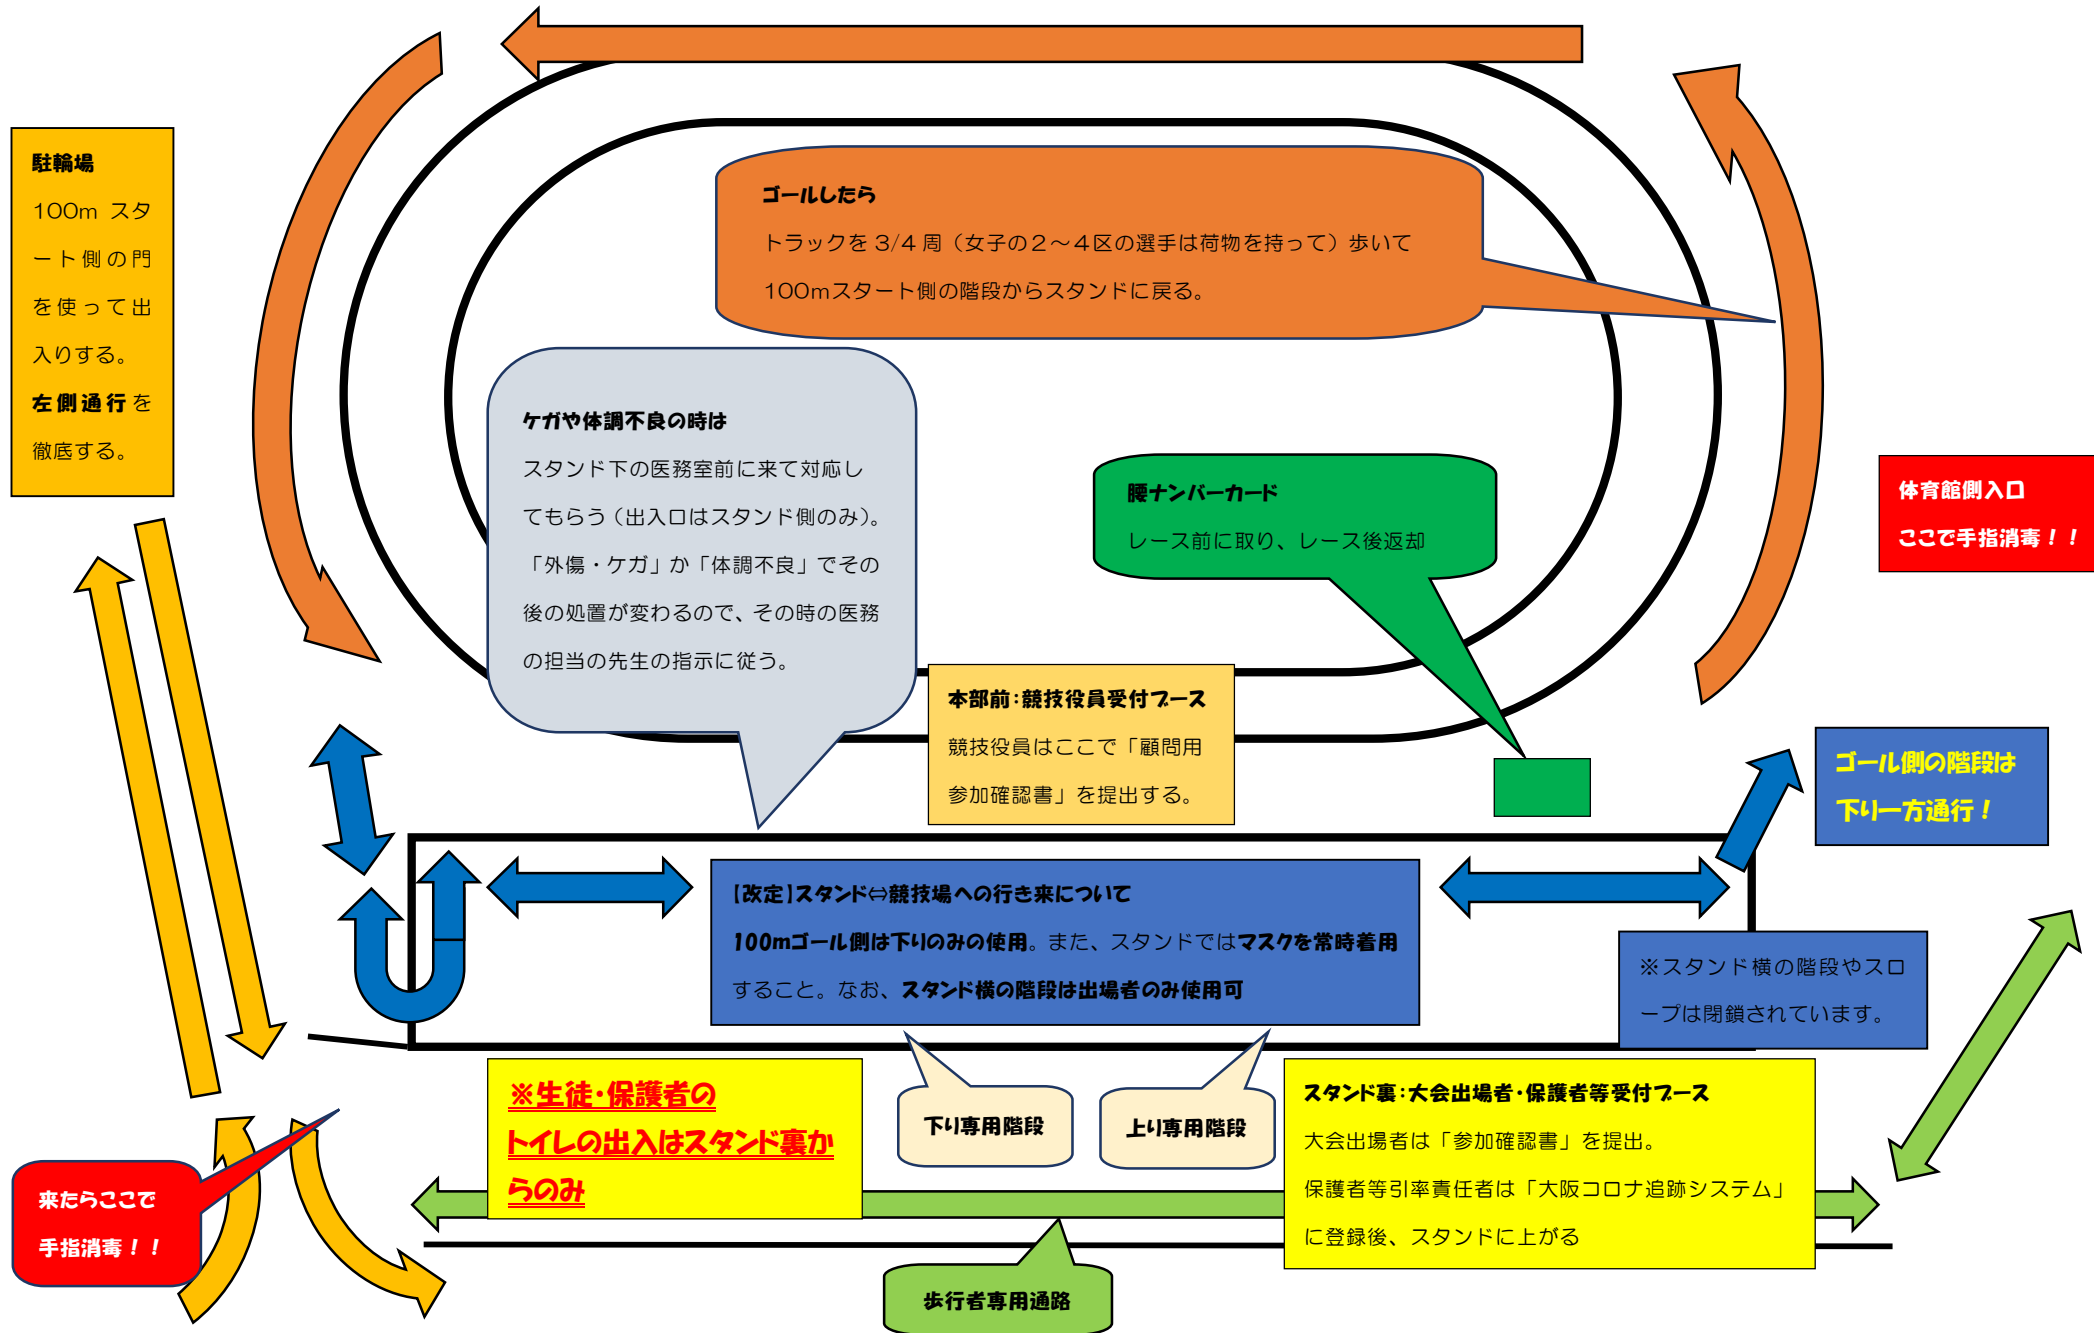 駐輪場
100m スタ
ート側の門
を使って出
入りする。
左側通行を
徹底する。
ゴールしたら
トラックを 3/4 周（女子の２～４区の選手は荷物を持って）歩いて
100mスタート側の階段からスタンドに戻る。
ケガや体調不良の時は
スタンド下の医務室前に来て対応し
てもらう（出入口はスタンド側のみ）。
「外傷・ケガ」か「体調不良」でその
後の処置が変わるので、その時の医務
の担当の先生の指示に従う。
腰ナンバーカード
レース前に取り、レース後返却
体育館側入口
ここで手指消毒！！
本部前：競技役員受付ブース
競技役員はここで「顧問用
参加確認書」を提出する。
ゴール側の階段は
下り一方通行！
【改定】スタンド⇔競技場への行き来について
100mゴール側は下りのみの使用。また、スタンドではマスクを常時着用
すること。なお、スタンド横の階段は出場者のみ使用可
※スタンド横の階段やスロ
ープは閉鎖されています。
※生徒・保護者の
トイレの出入はスタンド裏か
らのみ
下り専用階段
上り専用階段
スタンド裏：大会出場者・保護者等受付ブース
大会出場者は「参加確認書」を提出。
保護者等引率責任者は「大阪コロナ追跡システム」
に登録後、スタンドに上がる
来たらここで
手指消毒！！
歩行者専用通路